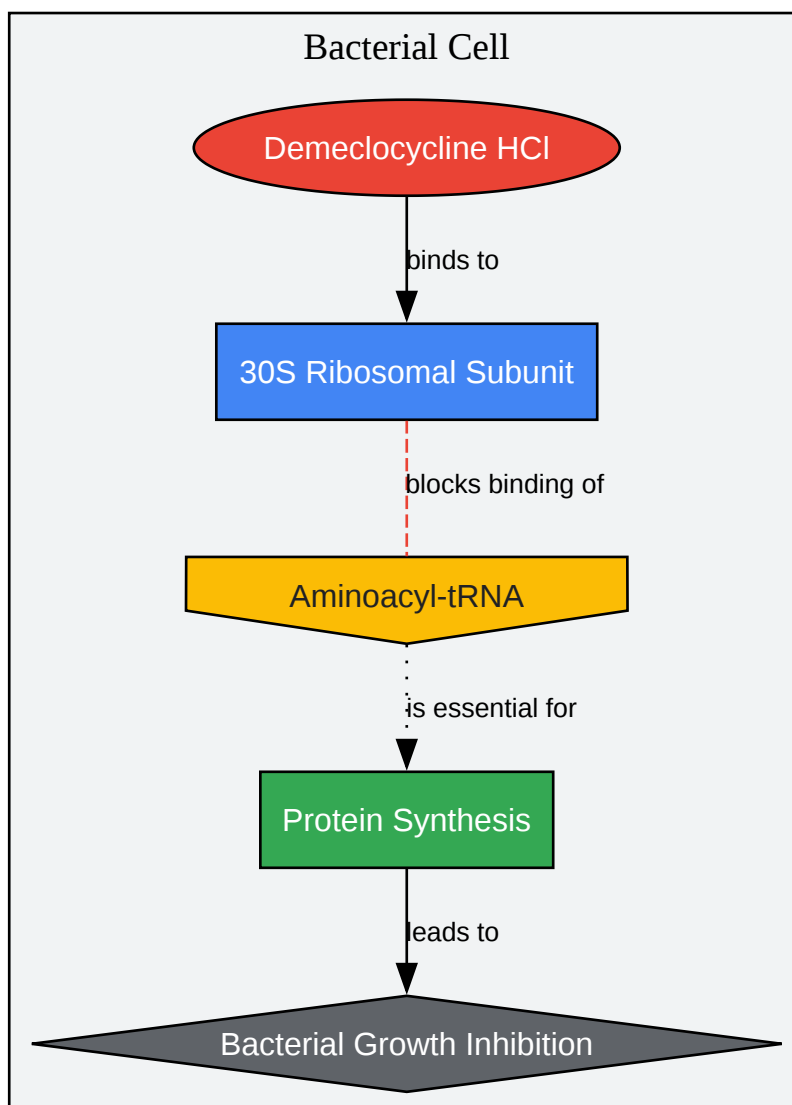 Bacterial Cell
Demeclocycline HCl
binds to
30S Ribosomal Subunit
blocks binding of
Aminoacyl-tRNA
is essential for
Protein Synthesis
leads to
Bacterial Growth Inhibition